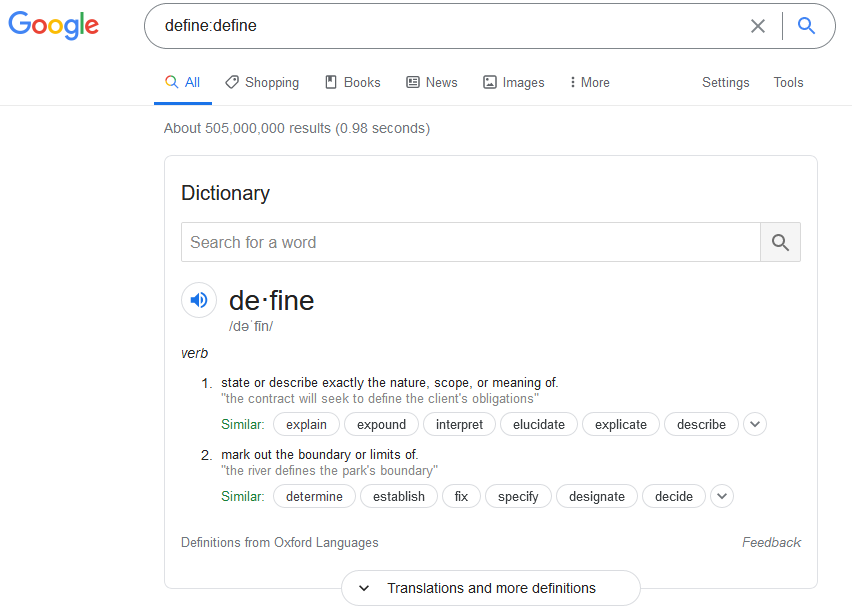 Google
define:define
All Shopping Books News Images More Settings Tools
About 505,000,000 results (0.98 seconds)
Dictionary
Search for a word
de·fine
/dəˈfīn/
verb
1. state or describe exactly the nature, scope, or meaning of.
"the contract will seek to define the client's obligations"
Similar: explain expound interpret elucidate explicate describe
2. mark out the boundary or limits of.
"the river defines the park's boundary"
Similar: determine establish fix specify designate decide
Definitions from Oxford Languages Feedback
Translations and more definitions